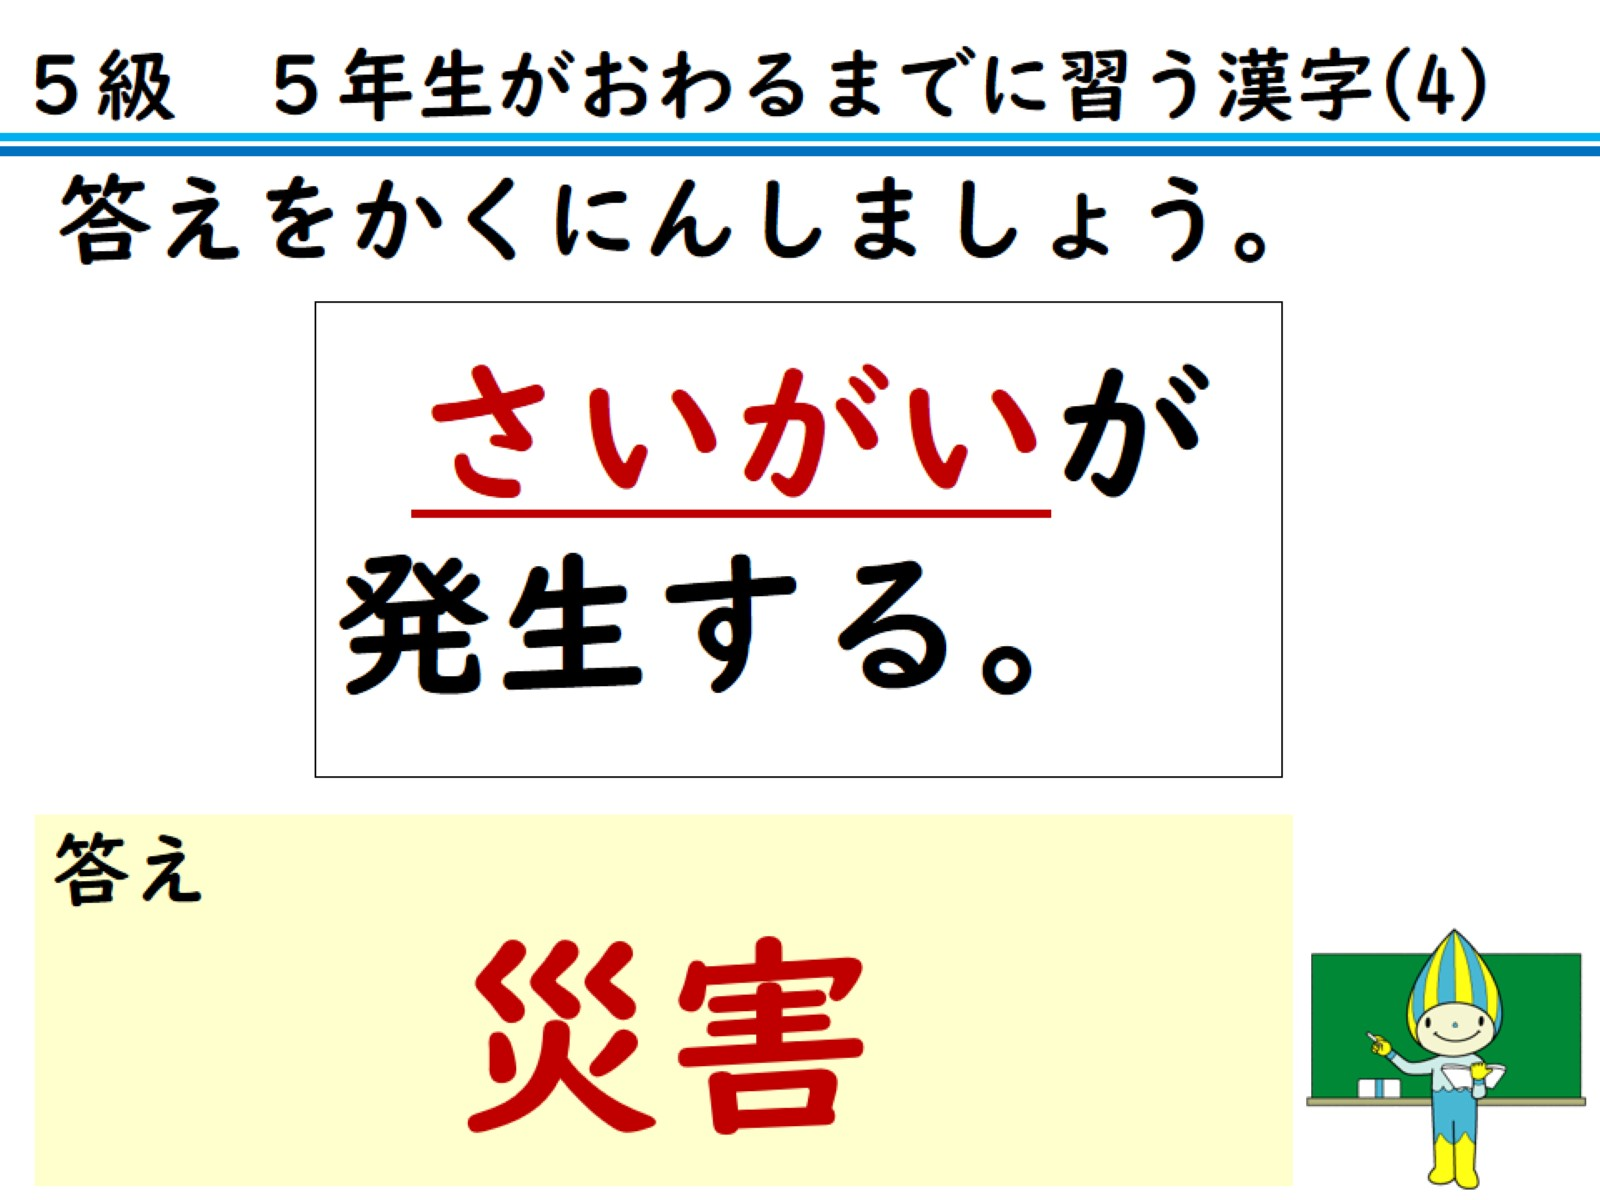 ５級　５年生がおわるまでに習う漢字(4)
答えをかくにんしましょう。
さいがいが
発生する。
答え
災害